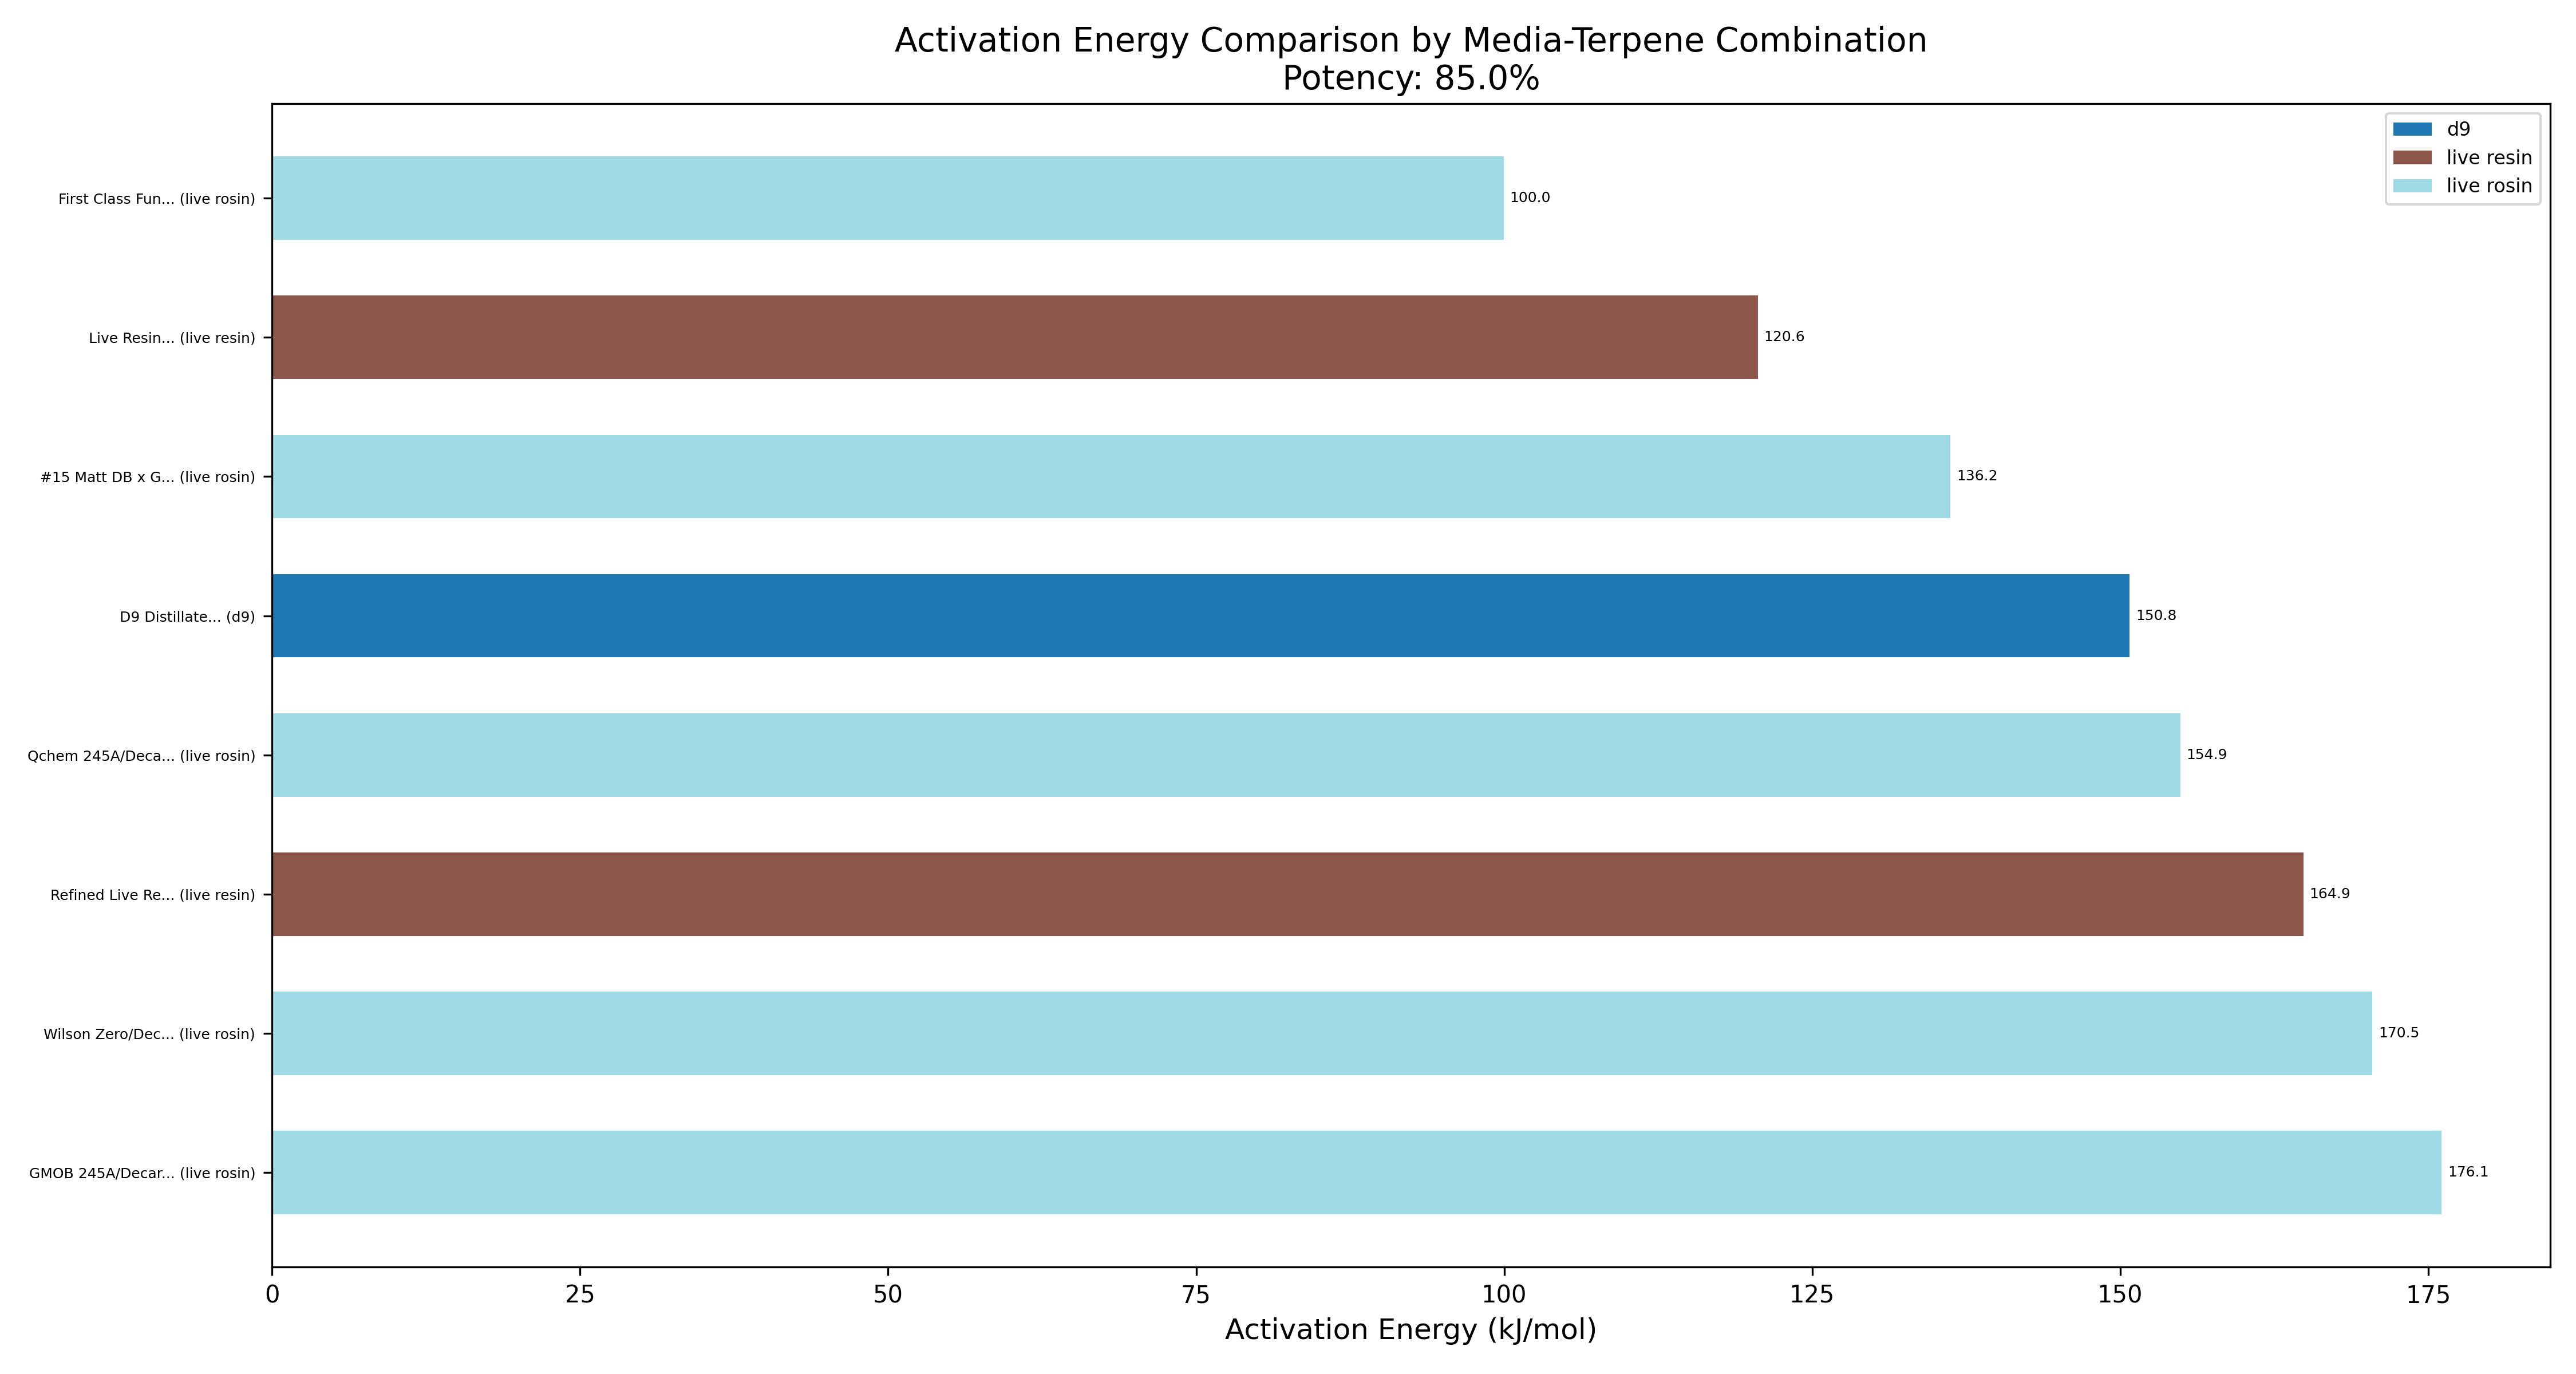 Activation Energy Comparison by Media-Terpene Combination
Potency: 85.0%
d9
live resin
live rosin
First Class Fun... (live rosin)
100.0
Live Resin... (live resin)
120.6
#15 Matt DB x G... (live rosin)
136.2
D9 Distillate... (d9)
150.8
Qchem 245A/Deca... (live rosin)
154.9
Refined Live Re... (live resin)
164.9
Wilson Zero/Dec... (live rosin)
170.5
GMOB 245A/Decar... (live rosin)
176.1
0 25 50 75 100 125 150 175
Activation Energy (kJ/mol)